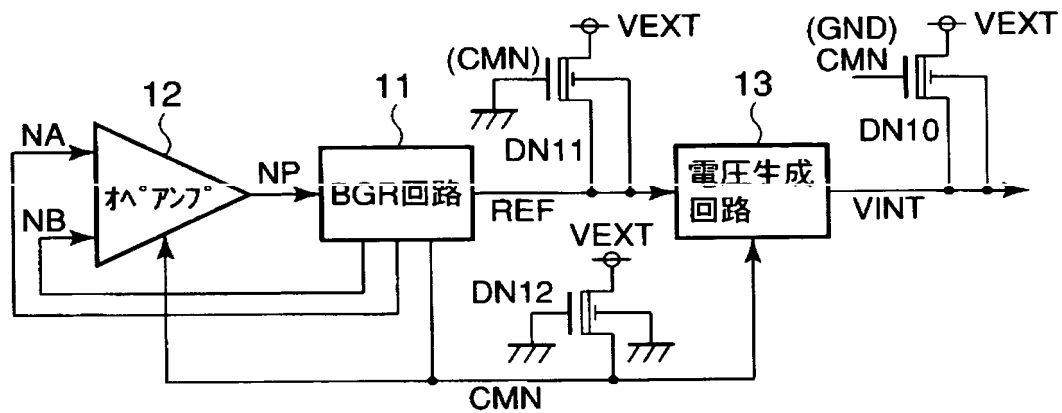 VEXT
(GND)
VEXT
(CMN)
CMN
12
11
13
NA
DN11
DN10
オペアンプ
NP
BGR回路
電圧生成
回路
NB
REF
VINT
VEXT
DN12
CMN